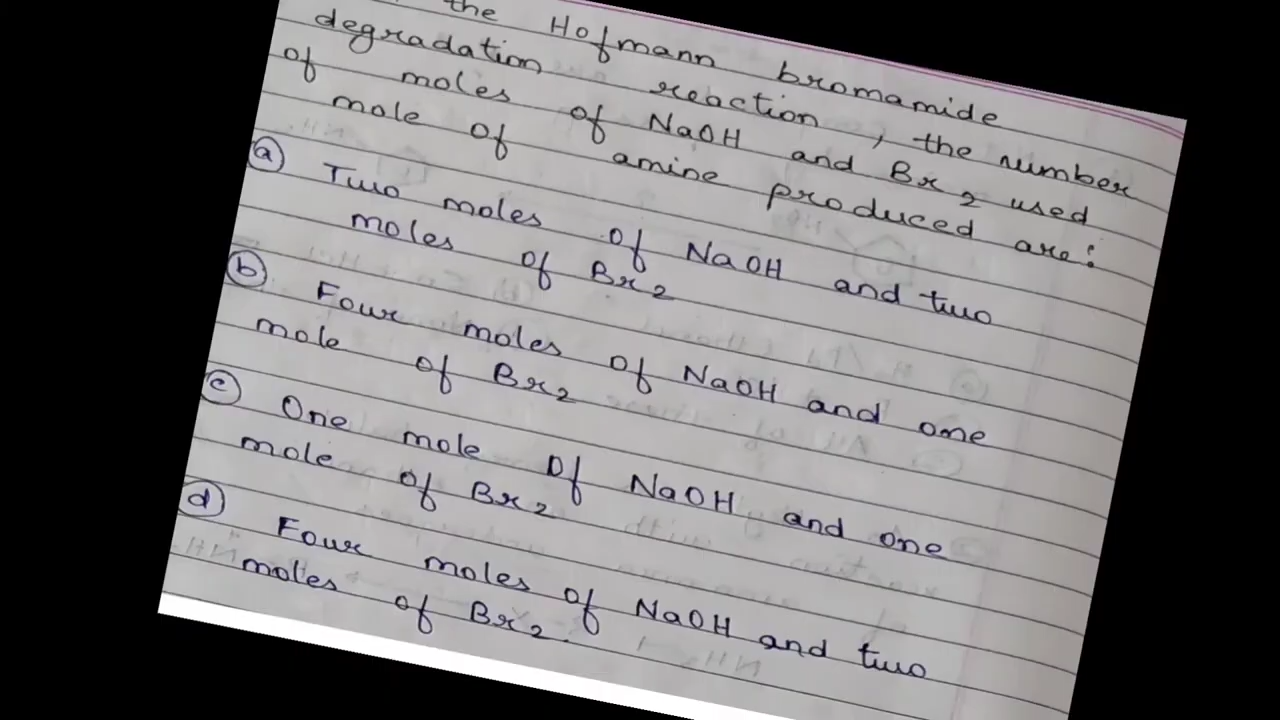 the Hofmann bromamide
degradation reaction, the number
of moles of NaOH and Br2 used
mole of amine produced are:
(a) Two moles of NaOH and two
moles of Br2
(b) Four moles of NaOH and one
mole of Br2
(c) One mole of NaOH and one
mole of Br2
(d) Four moles of NaOH and two
moles of Br2.